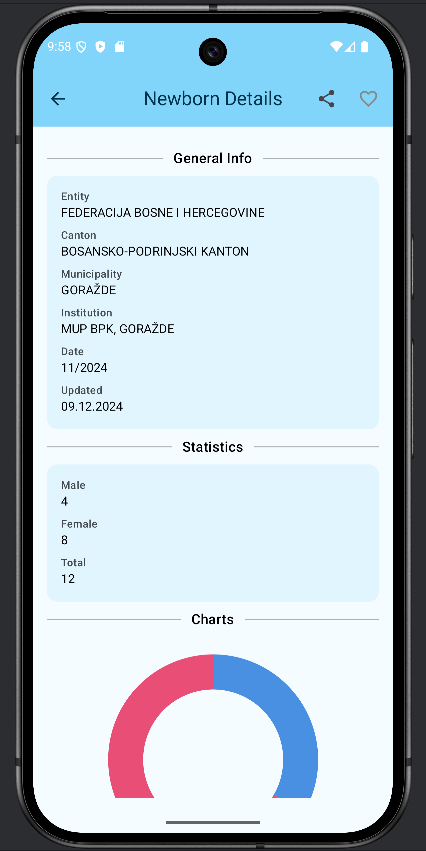 9:58
Newborn Details
General Info
Entity
FEDERACIJA BOSNE I HERCEGOVINE
Canton
BOSANSKO-PODRINJSKI KANTON
Municipality
GORAŽDE
Institution
MUP BPK, GORAŽDE
Date
11/2024
Updated
09.12.2024
Statistics
Male
4
Female
8
Total
12
Charts